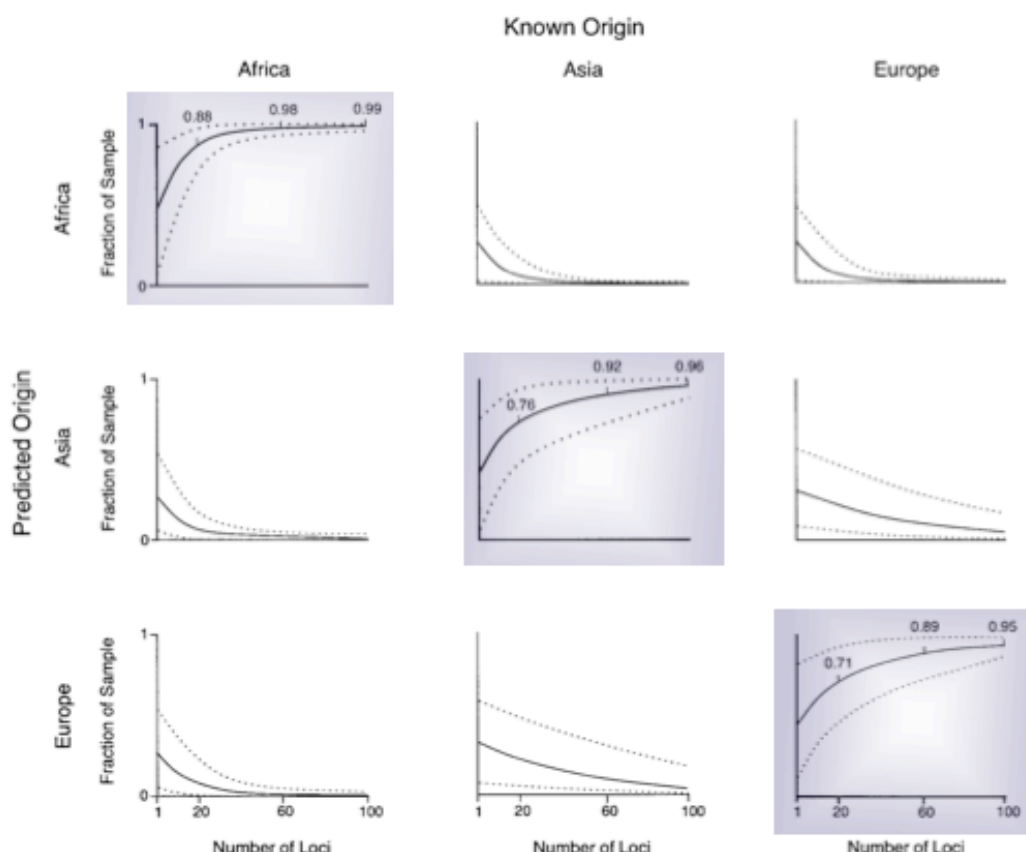 Known Origin
Africa Asia Europe
Predicted Origin
Africa
Fraction of Sample
1
0
0.88 0.98 0.99
Asia
Fraction of Sample
1
0
0.76 0.92 0.96
Europe
Fraction of Sample
1
0
0.71 0.89 0.95
1 20 60 100
1 20 60 100
1 20 60 100
Number of Loci Number of Loci Number of Loci